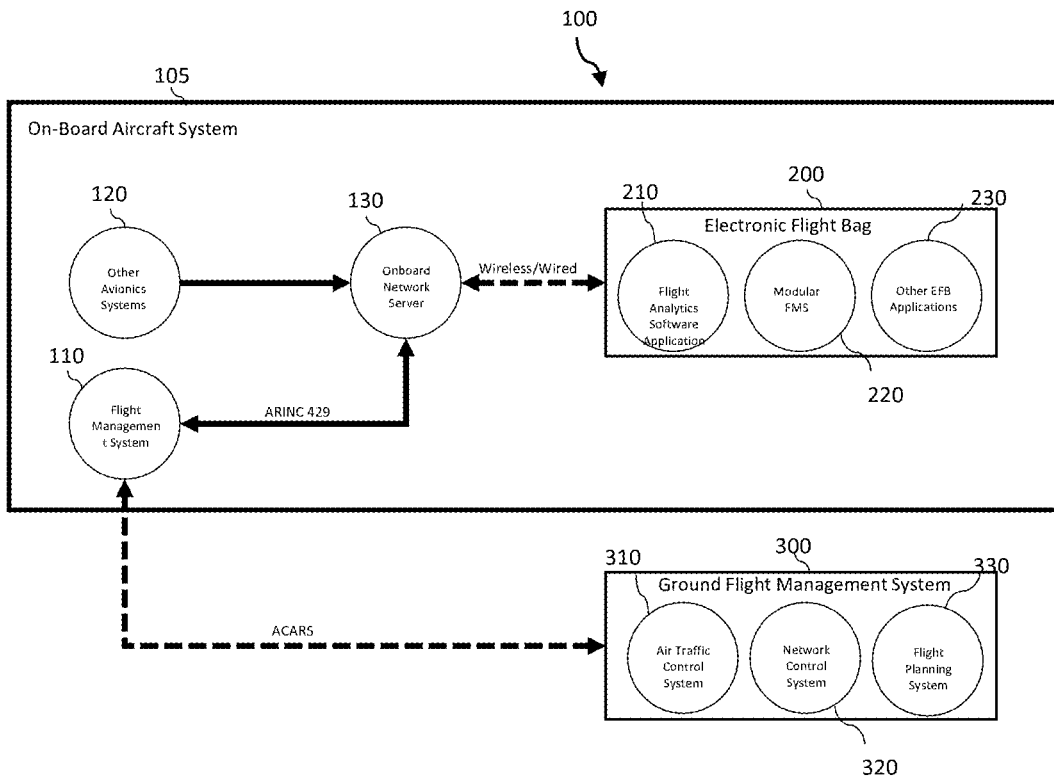 100
105
On-Board Aircraft System
120
130
200
210
230
Electronic Flight Bag
Other
Avionics
Systems
Onboard
Network
Server
Wireless/Wired
Flight
Analytics
Software
Application
Modular
FMS
Other EFB
Applications
110
220
Flight
Managemen
t System
ARINC 429
310
300
330
Ground Flight Management System
ACARS
Air Traffic
Control
System
Network
Control
System
Flight
Planning
System
320